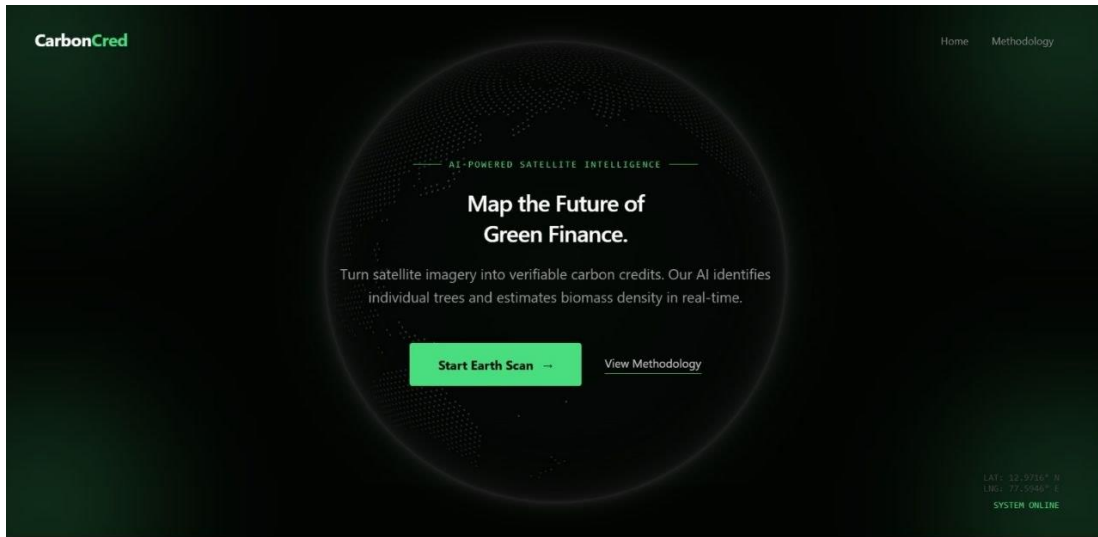 CarbonCred
Home Methodology
AI-POWERED SATELLITE INTELLIGENCE
Map the Future of
Green Finance.
Turn satellite imagery into verifiable carbon credits. Our AI identifies
individual trees and estimates biomass density in real-time.
Start Earth Scan →
View Methodology
LAT: 12.9716° N
LNG: 77.5946° E
SYSTEM ONLINE